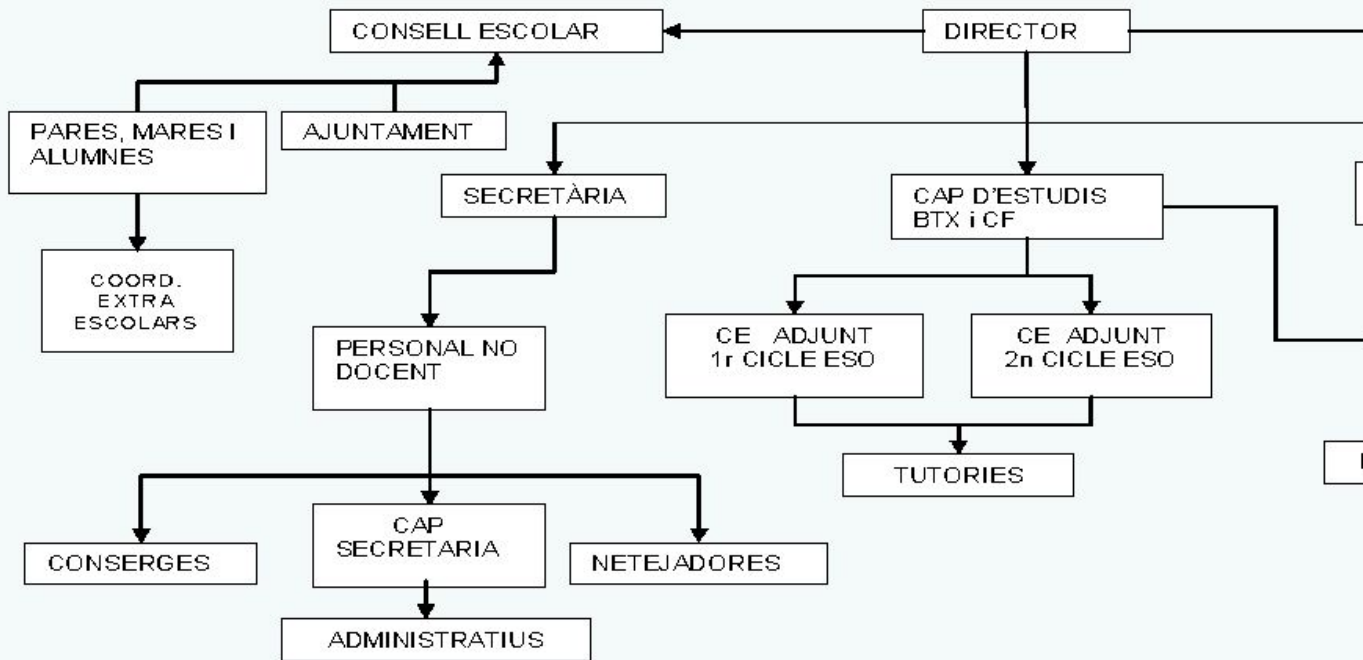 CONSELL ESCOLAR
DIRECTOR
PARES, MARES I
ALUMNES
AJUNTAMENT
SECRETÀRIA
CAP D'ESTUDIS
BTX i CF
COORD.
EXTRA
ESCOLARS
PERSONAL NO
DOCENT
CE ADJUNT
1r CICLE ESO
CE ADJUNT
2n CICLE ESO
TUTORIES
CAP
SECRETARIA
CONSERGES
NETEJADORES
ADMINISTRATIUS